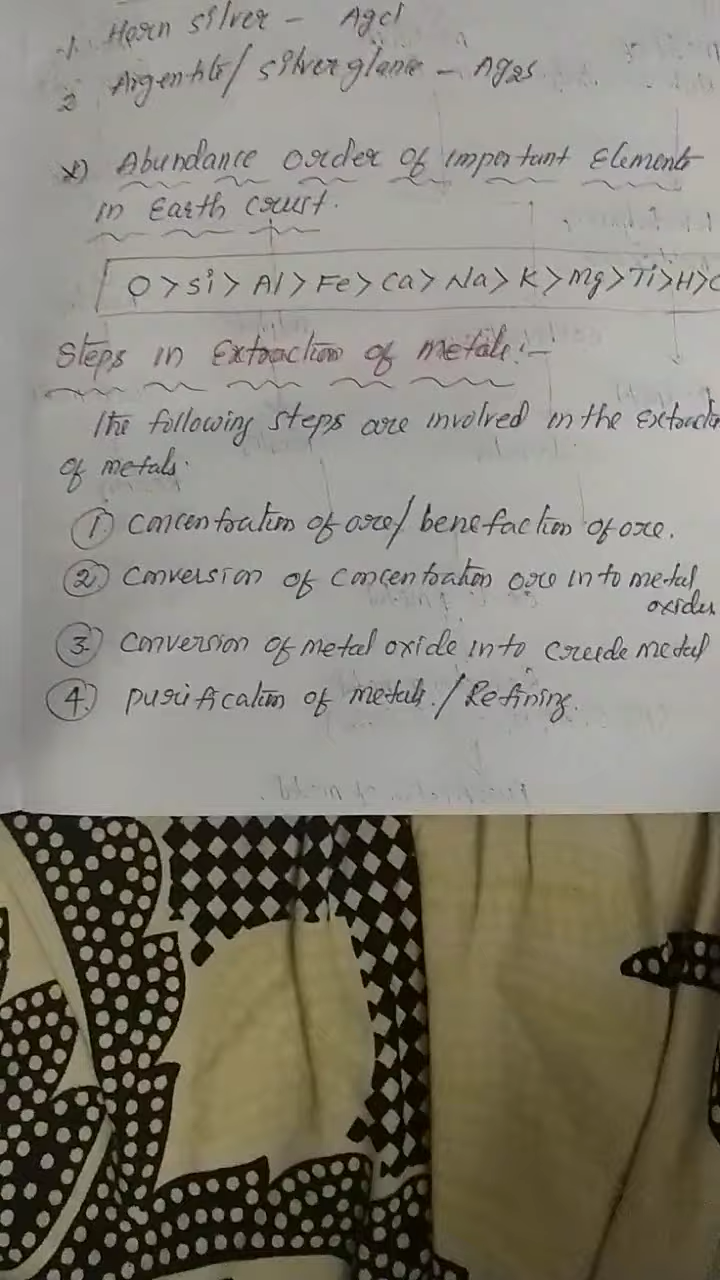 1. Horn silver - Agcl
2 Argentite/ silverglance - Ag2s
*) Abundance order of important Elements
in Earth crust.
O > Si > Al > Fe > Ca > Na > K > Mg > Ti > H > C
Steps in Extraction of metals :-
The following steps are involved in the extraction
of metals.
① concentration of ore/ benefaction of ore.
② conversion of concentration ore into metal
oxides
③ conversion of metal oxide into crude metal
④ purification of metals. / Refining.